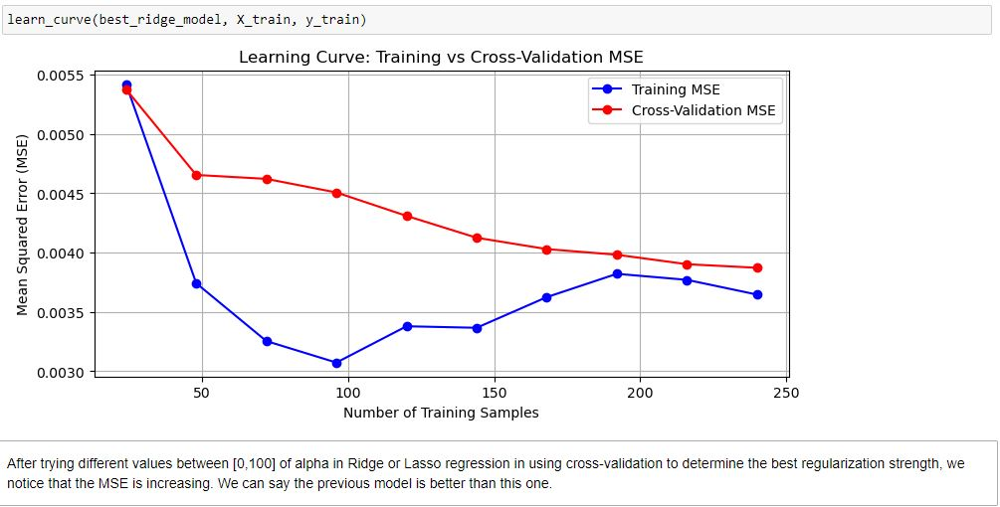 learn_curve(best_ridge_model, X_train, y_train)
Learning Curve: Training vs Cross-Validation MSE
0.0055
0.0050
0.0045
0.0040
0.0035
0.0030
Mean Squared Error (MSE)
Training MSE
Cross-Validation MSE
50
100
150
200
250
Number of Training Samples
After trying different values between [0,100] of alpha in Ridge or Lasso regression in using cross-validation to determine the best regularization strength, we
notice that the MSE is increasing. We can say the previous model is better than this one.